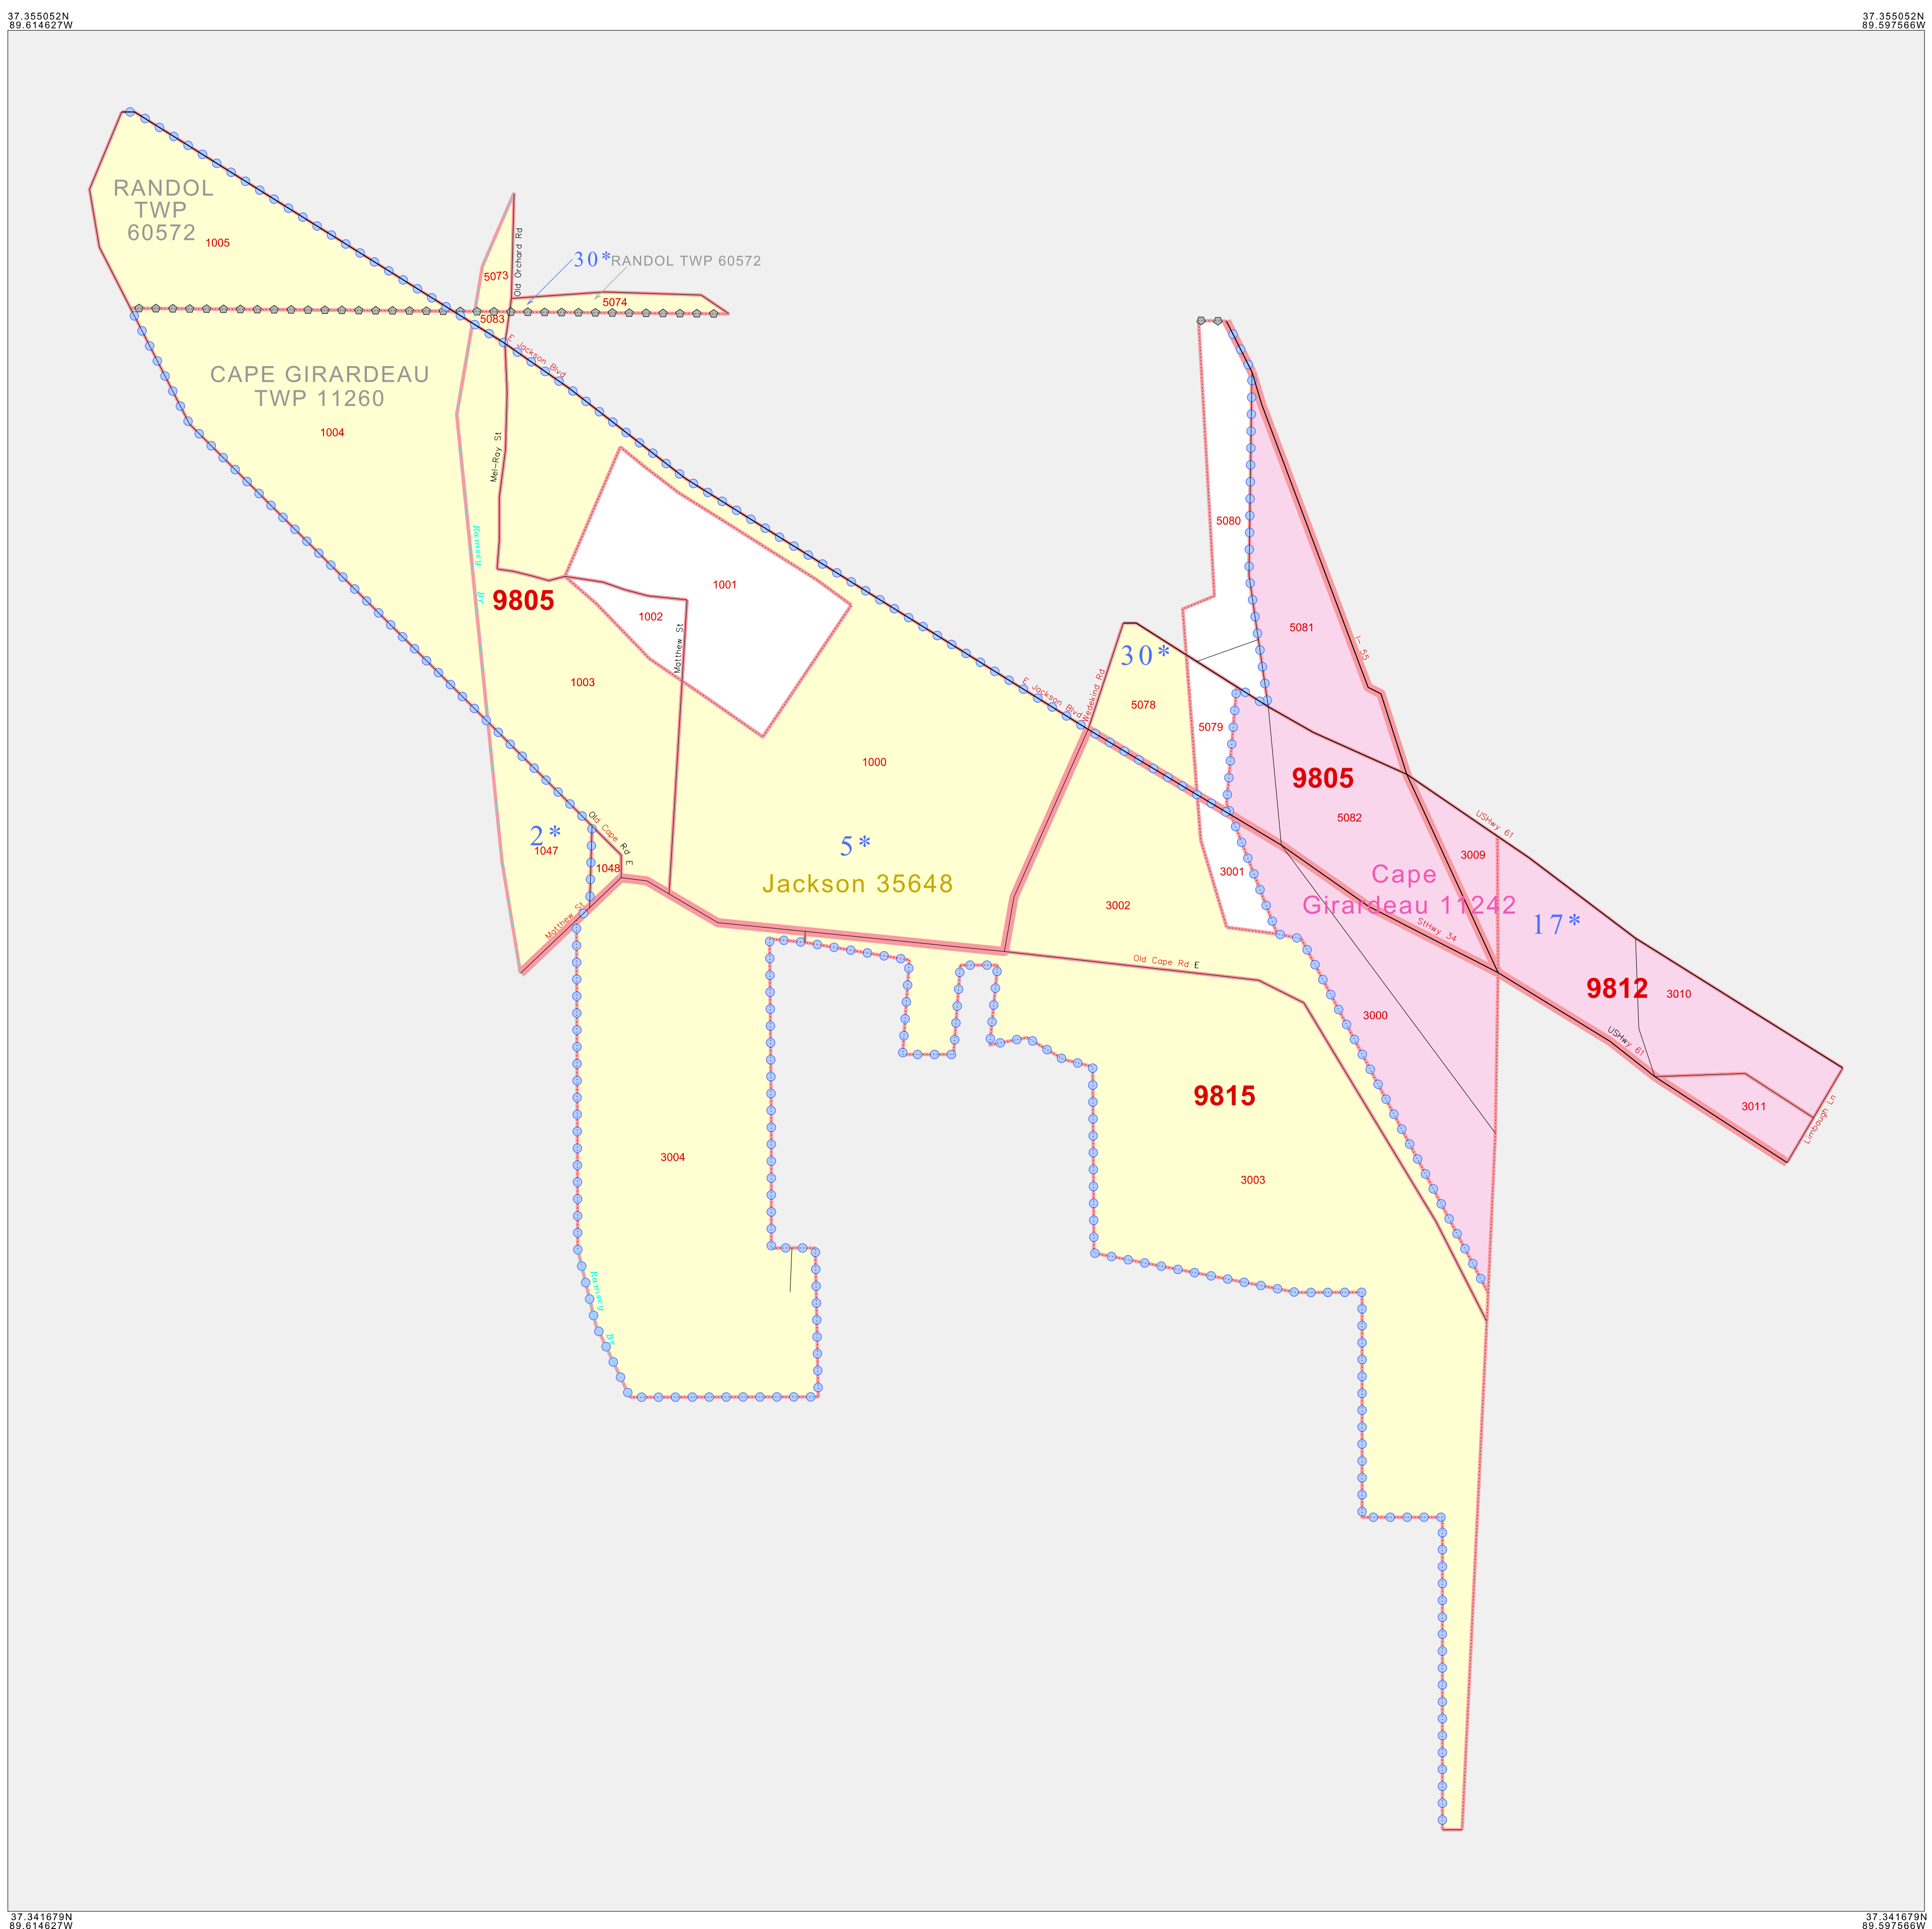 37.355052N
89.614627W
37.355052N
89.597566W
RANDOL
TWP
60572
1005
Old Orchard Rd
30*
RANDOL TWP 60572
5073
5074
5083
E Jackson Blvd
CAPE GIRARDEAU
TWP 11260
1004
Mel-Ray St
Ramsey Br
9805
1001
1002
Matthew St
1003
5080
5081
I- 55
30*
Wedekind Rd
E Jackson Blvd
5078
5079
1000
9805
5082
USHwy 61
2*
1047
Old Cape Rd E
1048
5*
Jackson 35648
3009
3001
Cape
Girardeau 11242
17*
3002
Matthew St
StHwy 34
Old Cape Rd E
9812
3010
3000
USHwy 61
9815
3011
Limbaugh Ln
3004
3003
Ramsey Br
37.341679N
89.614627W
37.341679N
89.597566W